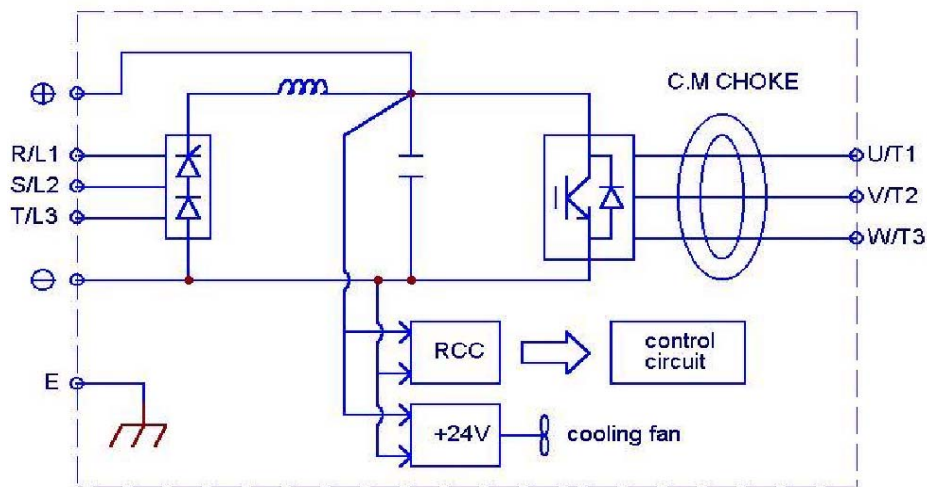 C.M CHOKE
⊕
R/L1
S/L2
T/L3
⊖
E
U/T1
V/T2
W/T3
RCC
control
circuit
+24V
cooling fan